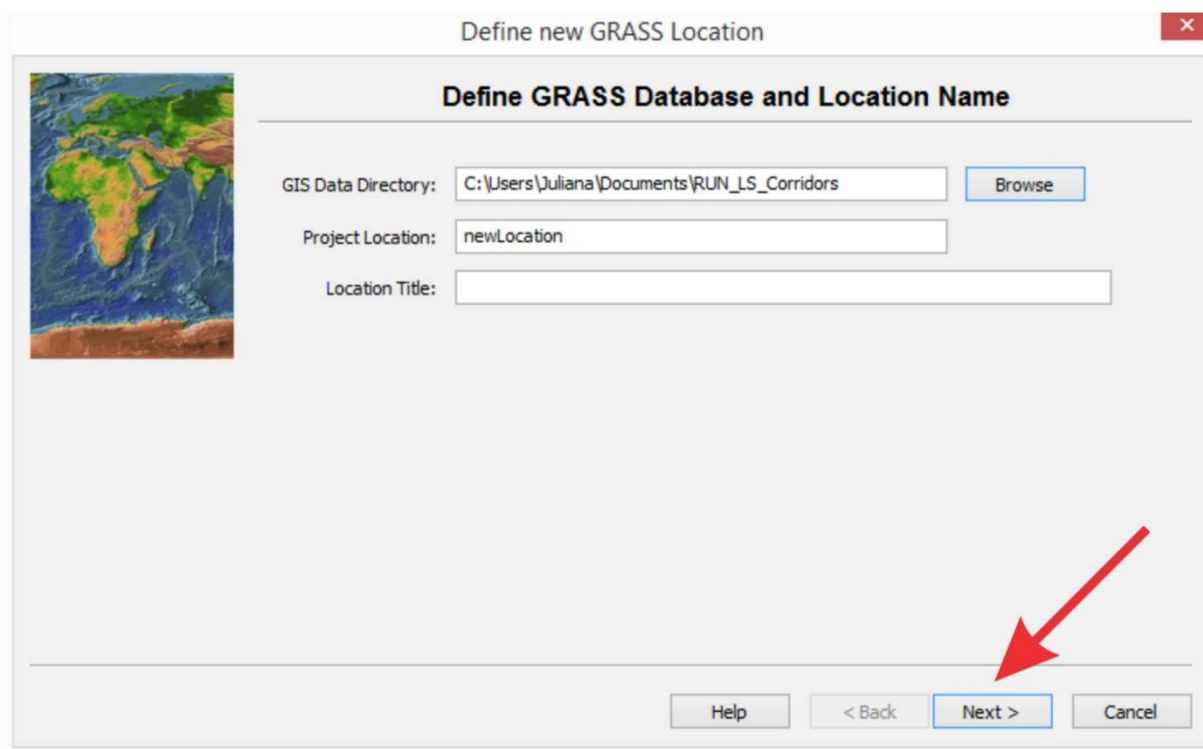 Define new GRASS Location
Define GRASS Database and Location Name
GIS Data Directory: C:\Users\Juliana\Documents\RUN_LS_Corridors Browse
Project Location: newLocation
Location Title:
Help < Back Next > Cancel